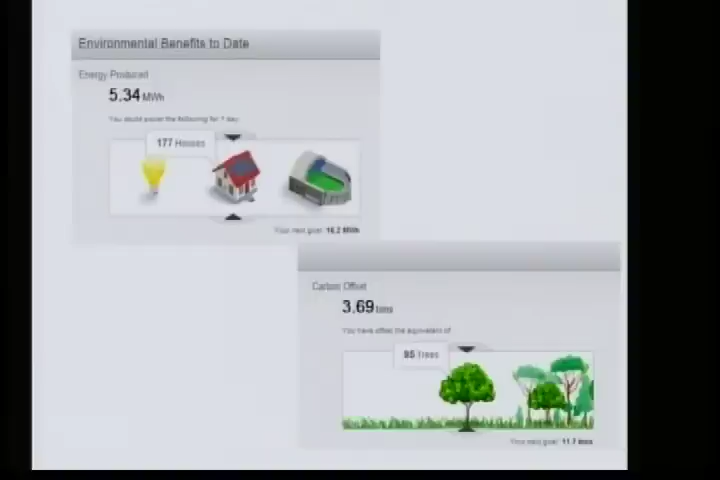 Environmental Benefits to Date
Energy Produced
5.34 MWh
You could power the following for 1 day
177 Houses
Your next goal: 16.2 MWh
Carbon Offset
3.69 tons
You have offset the equivalent of
95 Trees
Your next goal: 11.7 tons